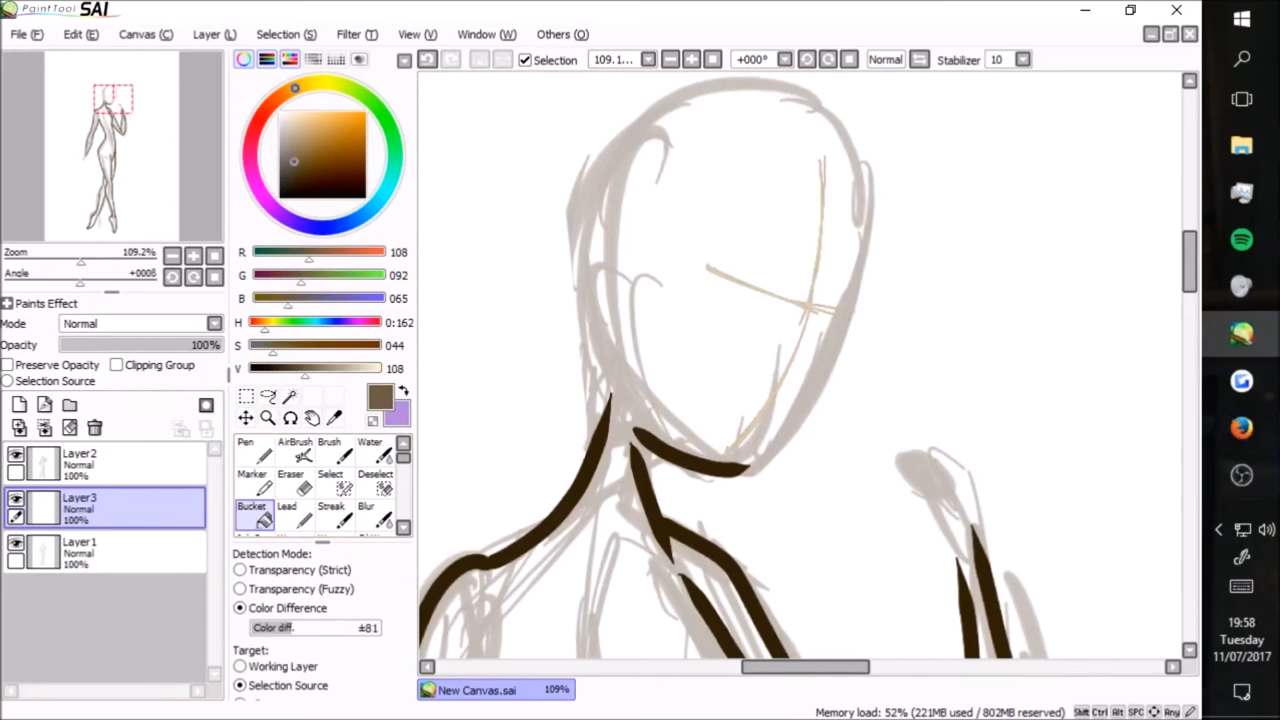 PaintTool SAI
File (F) Edit (E) Canvas (C) Layer (L) Selection (S) Filter (T) View (V) Window (W) Others (O)
Selection 109.1... +000° Normal Stabilizer 10
Zoom 109.2%
Angle +0008
Paints Effect
Mode Normal
Opacity 100%
Preserve Opacity Clipping Group
Selection Source
Layer2
Normal
100%
Layer3
Normal
100%
Layer1
Normal
100%
R 108
G 092
B 065
H 0:162
S 044
V 108
Pen AirBrush Brush Water
Marker Eraser Select Deselect
Bucket Lead Streak Blur
Detection Mode:
Transparency (Strict)
Transparency (Fuzzy)
Color Difference
Color diff. ±81
Target:
Working Layer
Selection Source
New Canvas.sai 109%
Memory load: 52% (221MB used / 802MB reserved) Shift Ctrl Alt SPC Any
19:58
Tuesday
11/07/2017